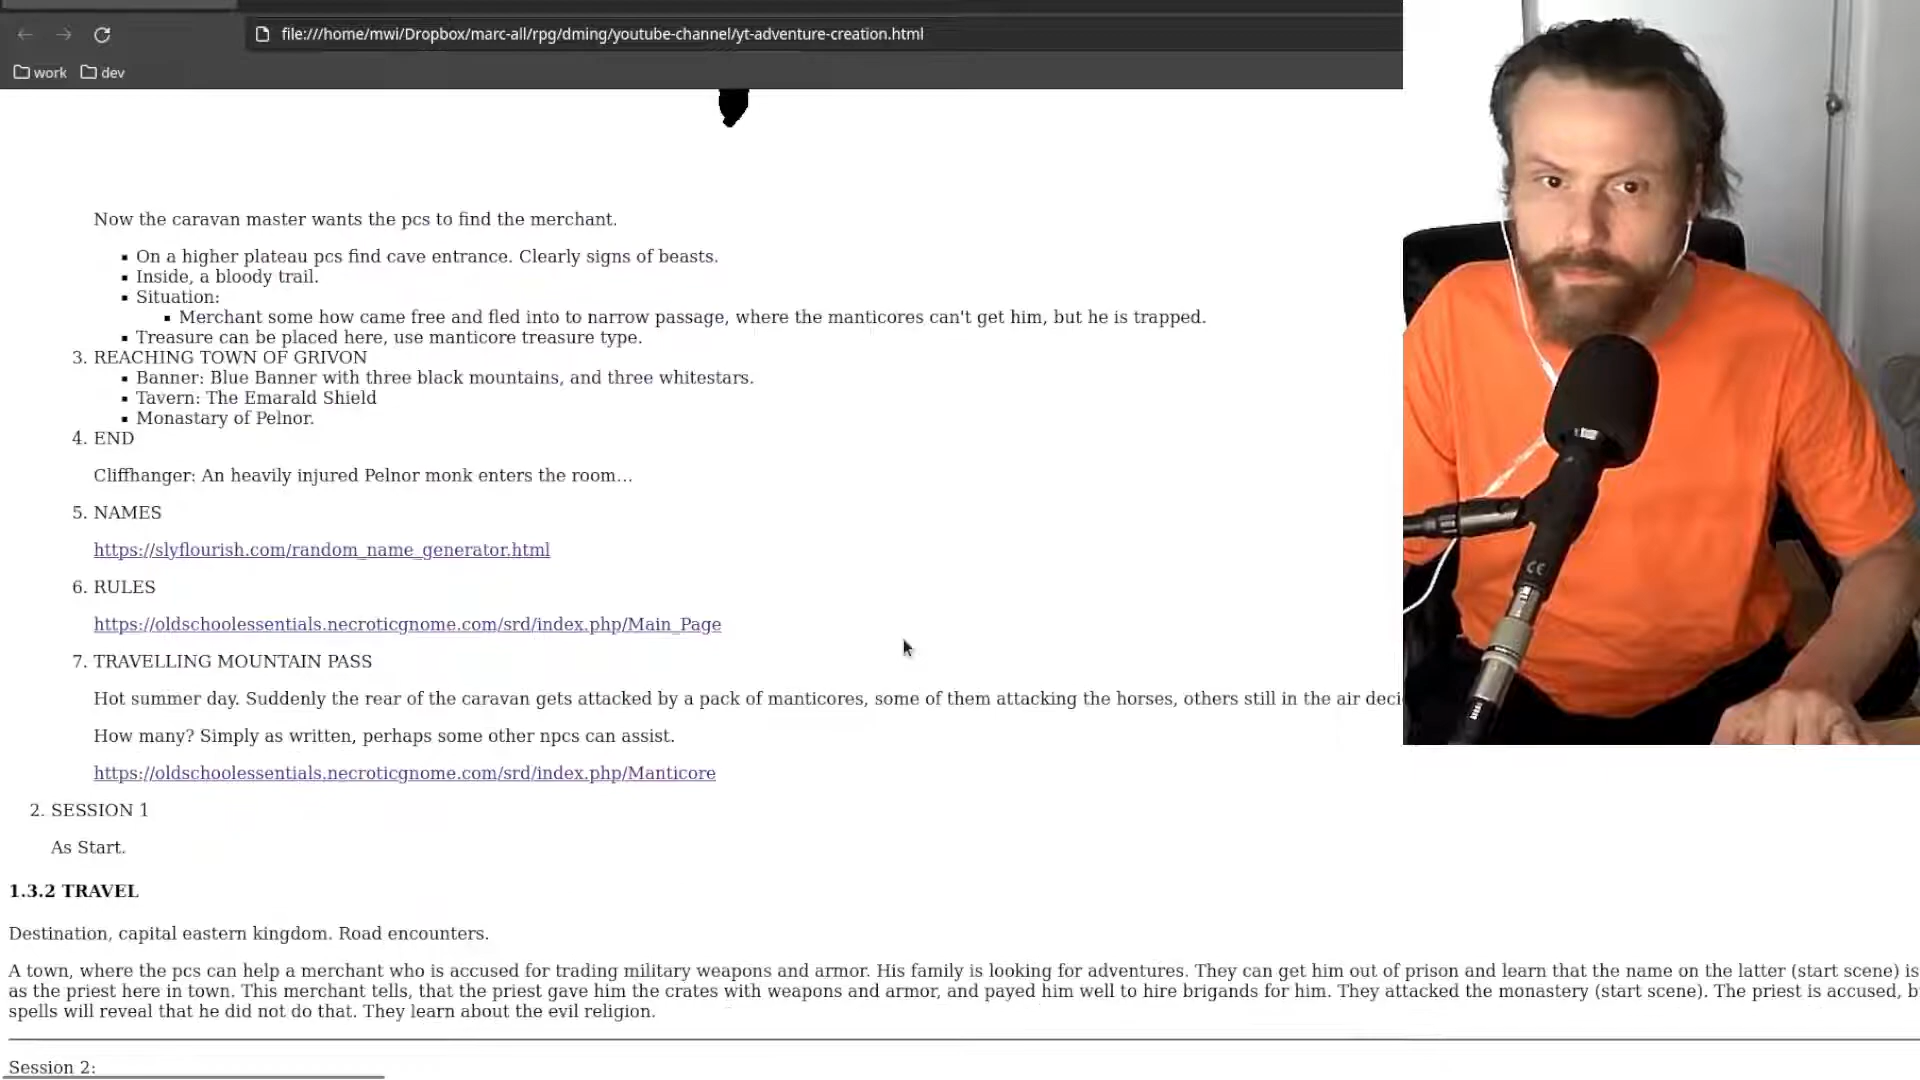 file:///home/mwi/Dropbox/marc-all/rpg/dming/youtube-channel/yt-adventure-creation.html
work dev
Now the caravan master wants the pcs to find the merchant.
On a higher plateau pcs find cave entrance. Clearly signs of beasts.
Inside, a bloody trail.
Situation:
Merchant some how came free and fled into to narrow passage, where the manticores can't get him, but he is trapped.
Treasure can be placed here, use manticore treasure type.
3. REACHING TOWN OF GRIVON
Banner: Blue Banner with three black mountains, and three whitestars.
Tavern: The Emarald Shield
Monastary of Pelnor.
4. END
Cliffhanger: An heavily injured Pelnor monk enters the room...
5. NAMES
https://slyflourish.com/random_name_generator.html
6. RULES
https://oldschoolessentials.necroticgnome.com/srd/index.php/Main_Page
7. TRAVELLING MOUNTAIN PASS
Hot summer day. Suddenly the rear of the caravan gets attacked by a pack of manticores, some of them attacking the horses, others still in the air deci
How many? Simply as written, perhaps some other npcs can assist.
https://oldschoolessentials.necroticgnome.com/srd/index.php/Manticore
2. SESSION 1
As Start.
1.3.2 TRAVEL
Destination, capital eastern kingdom. Road encounters.
A town, where the pcs can help a merchant who is accused for trading military weapons and armor. His family is looking for adventures. They can get him out of prison and learn that the name on the latter (start scene) is
as the priest here in town. This merchant tells, that the priest gave him the crates with weapons and armor, and payed him well to hire brigands for him. They attacked the monastery (start scene). The priest is accused, b
spells will reveal that he did not do that. They learn about the evil religion.
Session 2:
CE